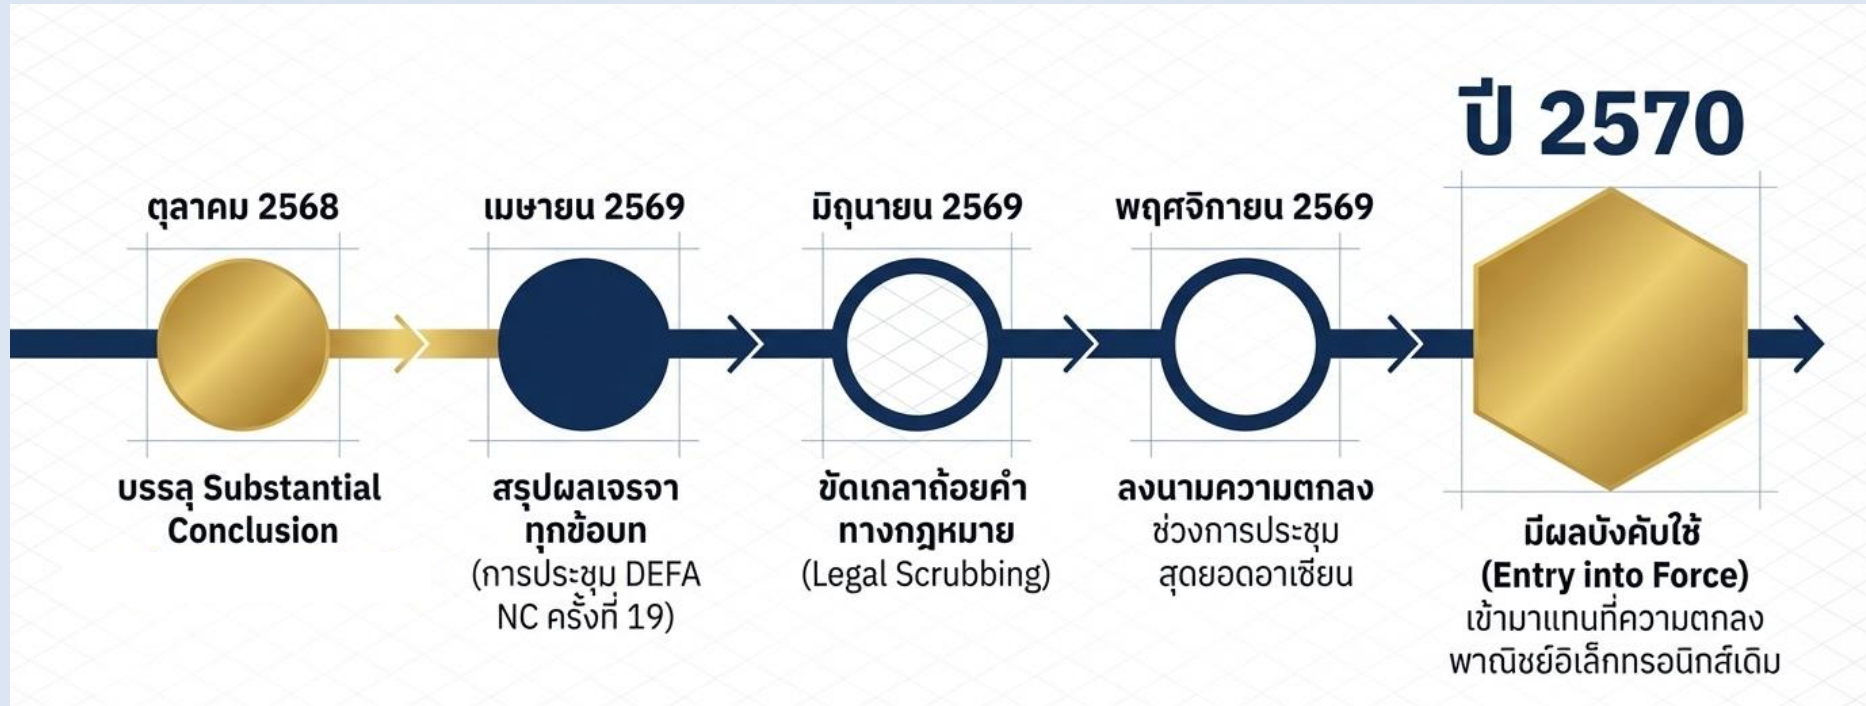 ตุลาคม 2568
บรรลุ Substantial
Conclusion
เมษายน 2569
สรุปผลเจรจา
ทุกข้อบท
(การประชุม DEFA
NC ครั้งที่ 19)
มิถุนายน 2569
ขัดเกลาถ้อยคำ
ทางกฎหมาย
(Legal Scrubbing)
พฤศจิกายน 2569
ลงนามความตกลง
ช่วงการประชุม
สุดยอดอาเซียน
ปี 2570
มีผลบังคับใช้
(Entry into Force)
เข้ามาแทนที่ความตกลง
พาณิชย์อิเล็กทรอนิกส์เดิม